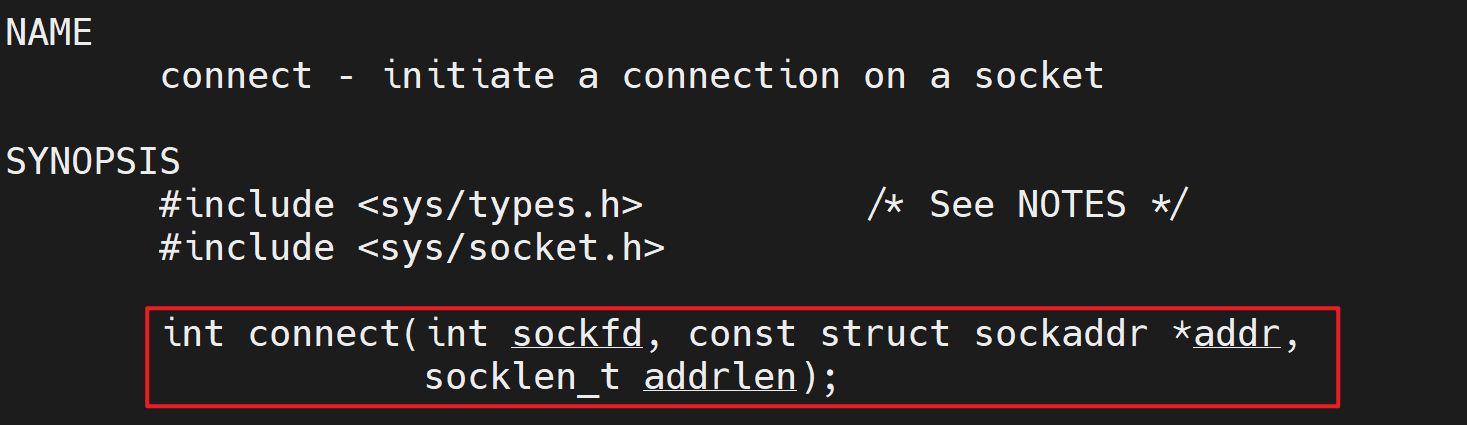 NAME
connect - initiate a connection on a socket
SYNOPSIS
#include <sys/types.h> /* See NOTES */
#include <sys/socket.h>
int connect(int sockfd, const struct sockaddr *addr,
socklen_t addrlen);